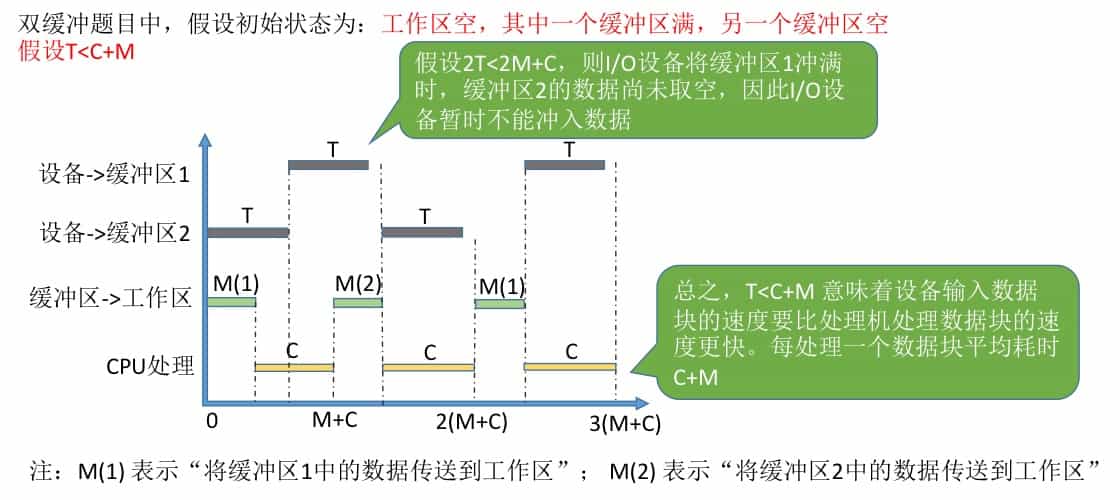 双缓冲题目中，假设初始状态为：工作区空，其中一个缓冲区满，另一个缓冲区空
假设T<C+M
假设2T<2M+C，则I/O设备将缓冲区1冲满
时，缓冲区2的数据尚未取空，因此I/O设
备暂时不能冲入数据
设备->缓冲区1
T
T
设备->缓冲区2
T
T
缓冲区->工作区
M(1)
M(2)
M(1)
CPU处理
C
C
C
总之，T<C+M 意味着设备输入数据
块的速度要比处理机处理数据块的速
度更快。每处理一个数据块平均耗时
C+M
0
M+C
2(M+C)
3(M+C)
注：M(1) 表示“将缓冲区1中的数据传送到工作区”； M(2) 表示“将缓冲区2中的数据传送到工作区”